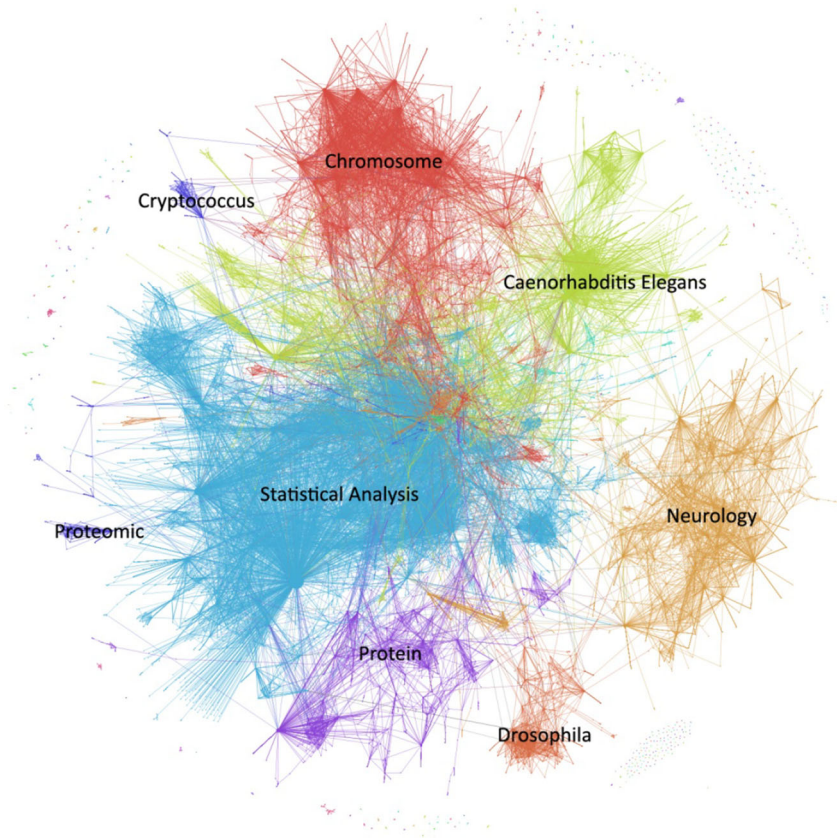 Chromosome
Cryptococcus
Caenorhabditis Elegans
Statistical Analysis
Neurology
Proteomic
Protein
Drosophila